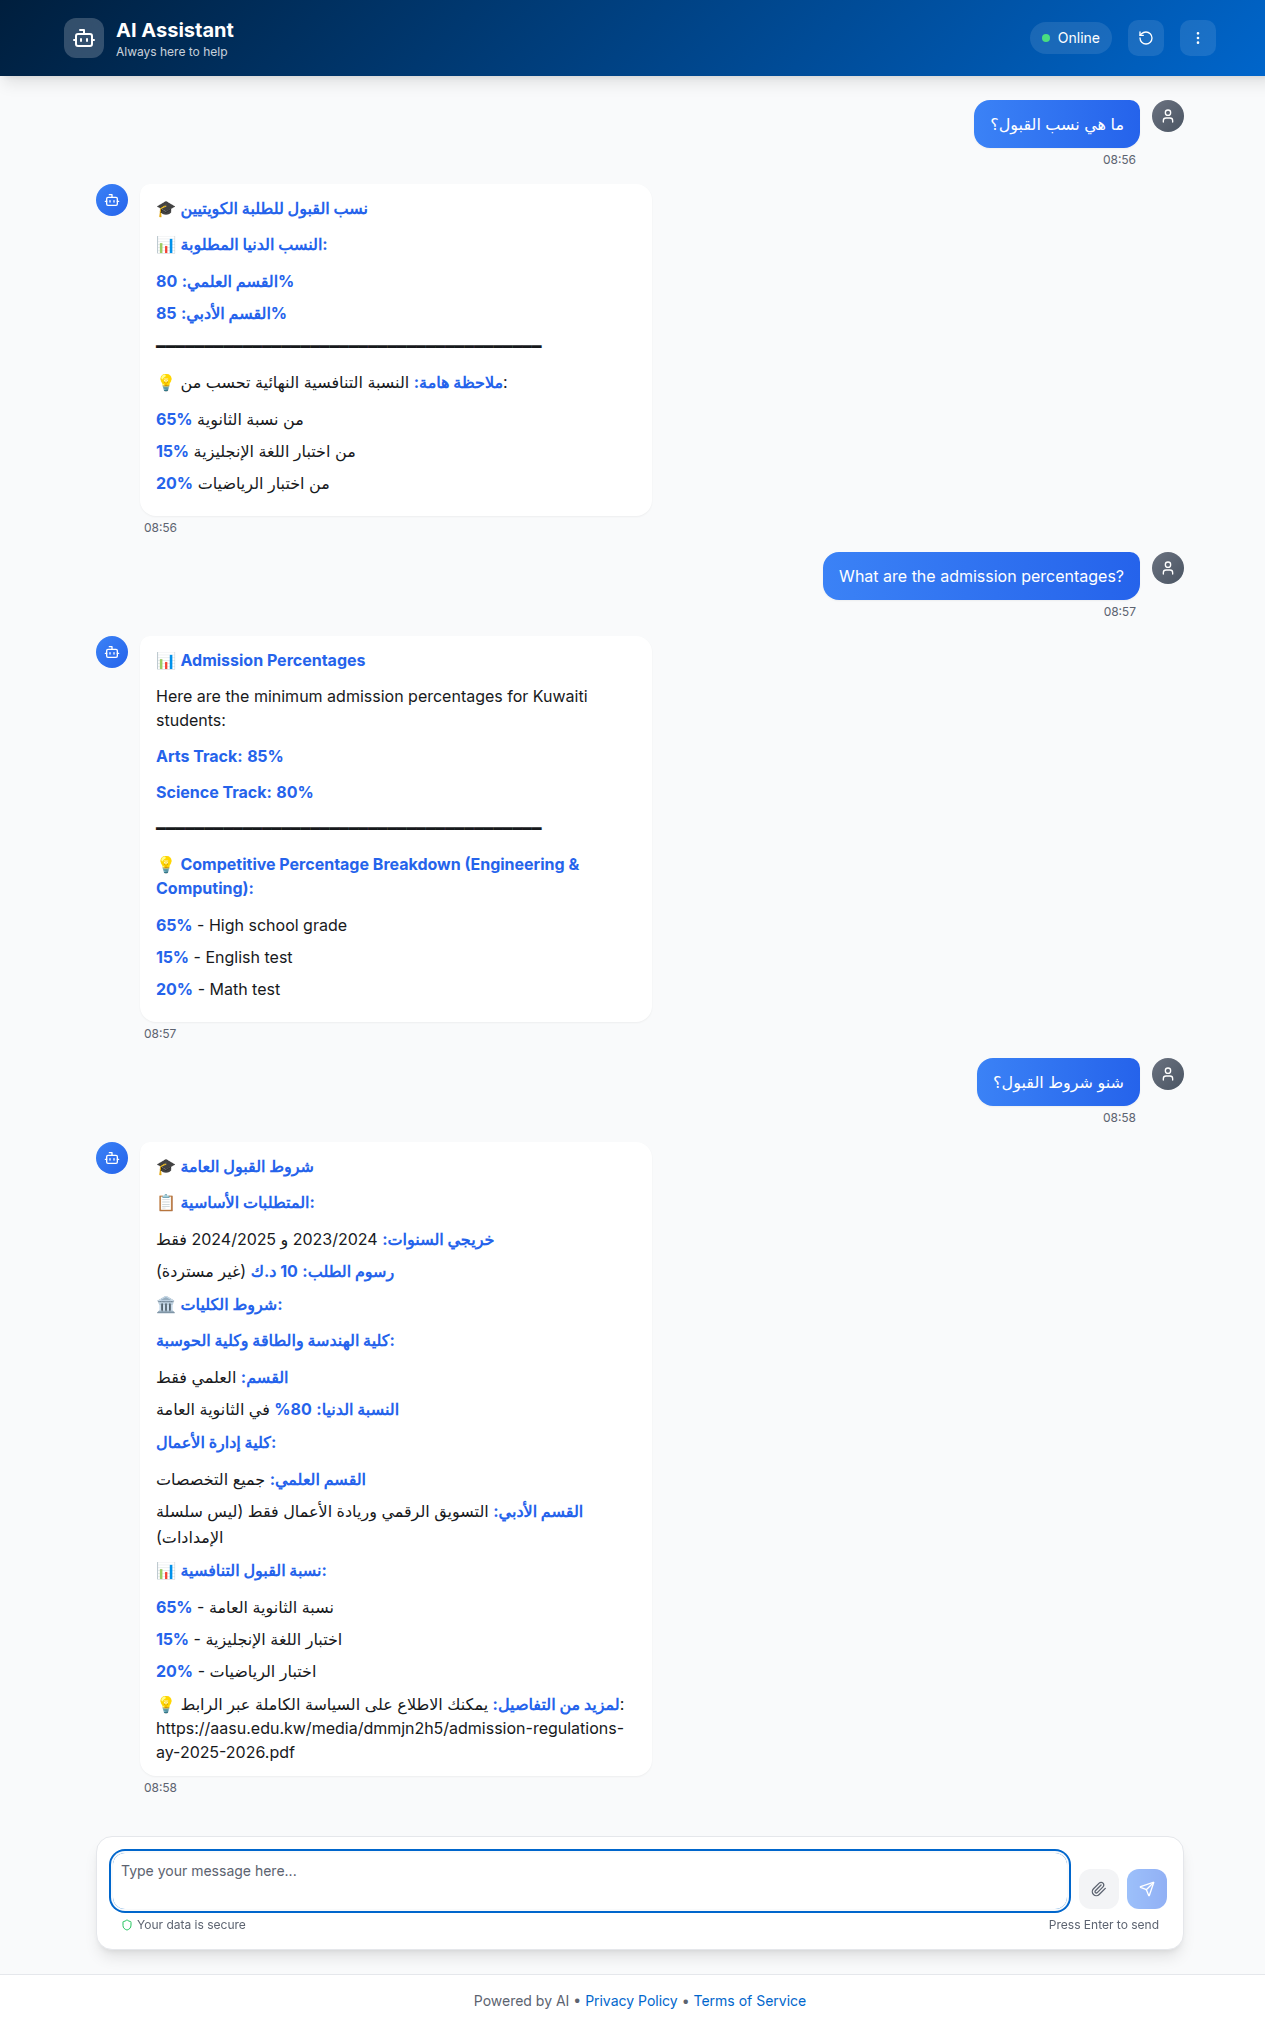 AI Assistant
Always here to help
Online
ما هي نسب القبول؟
08:56
🎓 نسب القبول للطلبة الكويتيين
📊 النسب الدنيا المطلوبة:
القسم العلمي: 80%
القسم الأدبي: 85%
💡 ملاحظة هامة: النسبة التنافسية النهائية تحسب من:
65% من نسبة الثانوية
15% من اختبار اللغة الإنجليزية
20% من اختبار الرياضيات
08:56
What are the admission percentages?
08:57
📊 Admission Percentages
Here are the minimum admission percentages for Kuwaiti
students:
Arts Track: 85%
Science Track: 80%
💡 Competitive Percentage Breakdown (Engineering &
Computing):
65% - High school grade
15% - English test
20% - Math test
08:57
شنو شروط القبول؟
08:58
🎓 شروط القبول العامة
📋 المتطلبات الأساسية:
خريجي السنوات: 2023/2024 و 2024/2025 فقط
رسوم الطلب: 10 د.ك (غير مستردة)
🏛️ شروط الكليات:
كلية الهندسة والطاقة وكلية الحوسبة:
القسم: العلمي فقط
النسبة الدنيا: 80% في الثانوية العامة
كلية إدارة الأعمال:
القسم العلمي: جميع التخصصات
القسم الأدبي: التسويق الرقمي وريادة الأعمال فقط (ليس سلسلة
الإمدادات)
📊 نسبة القبول التنافسية:
65% - نسبة الثانوية العامة
15% - اختبار اللغة الإنجليزية
20% - اختبار الرياضيات
💡 لمزيد من التفاصيل: يمكنك الاطلاع على السياسة الكاملة عبر الرابط:
https://aasu.edu.kw/media/dmmjn2h5/admission-regulations-
ay-2025-2026.pdf
08:58
Type your message here...
Your data is secure
Press Enter to send
Powered by AI • Privacy Policy • Terms of Service